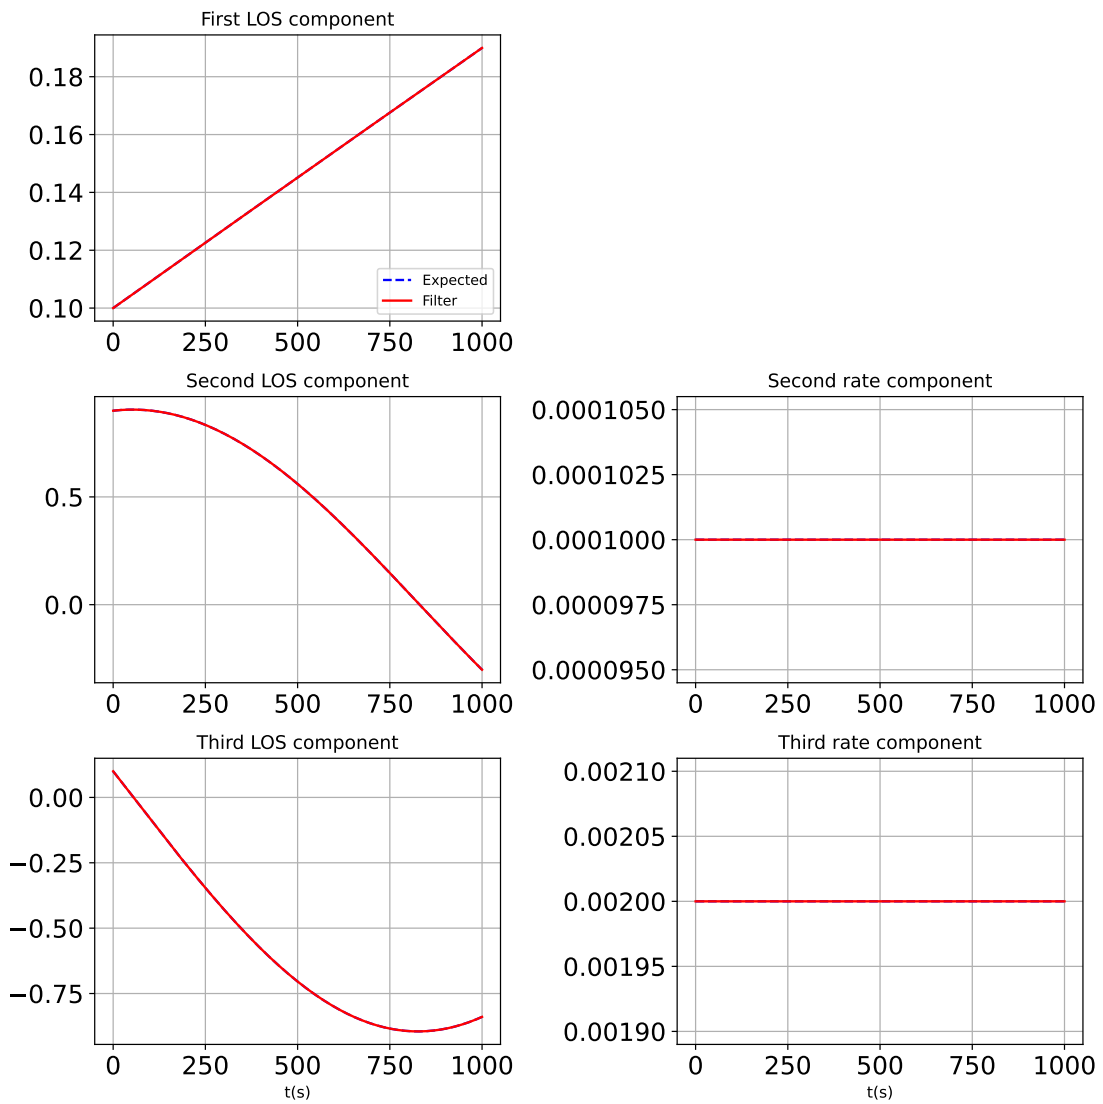 First LOS component
0.18
0.16
0.14
0.12
0.10
Expected
Filter
0 250 500 750 1000
Second LOS component
0.5
0.0
0 250 500 750 1000
Second rate component
0.0001050
0.0001025
0.0001000
0.0000975
0.0000950
0 250 500 750 1000
Third LOS component
0.00
−0.25
−0.50
−0.75
0 250 500 750 1000
t(s)
Third rate component
0.00210
0.00205
0.00200
0.00195
0.00190
0 250 500 750 1000
t(s)